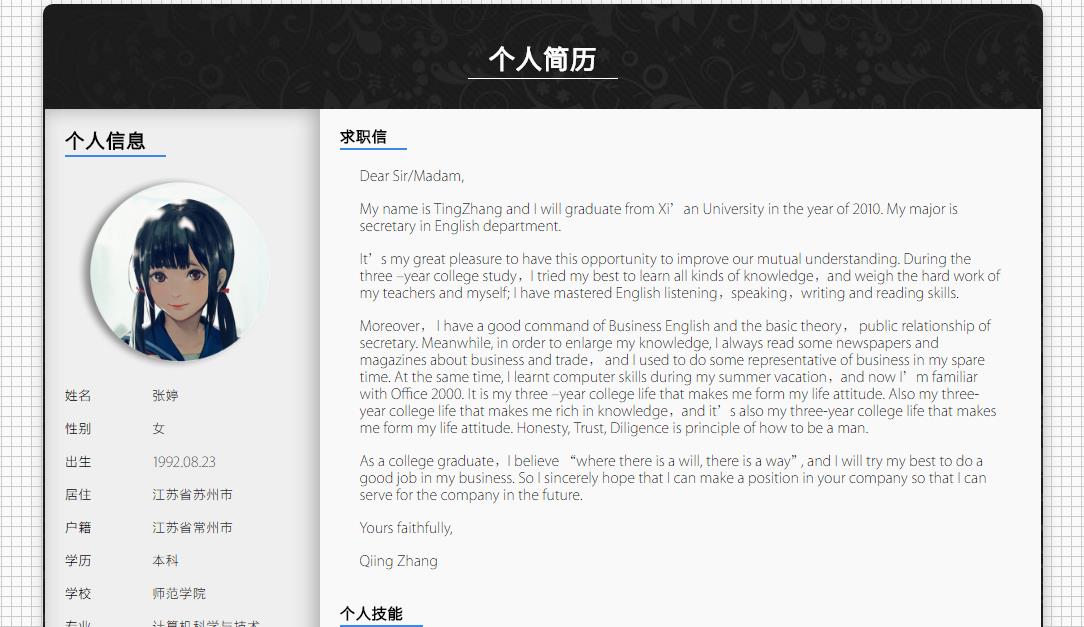 个人简历
个人信息
姓名 张婷
性别 女
出生 1992.08.23
居住 江苏省苏州市
户籍 江苏省常州市
学历 本科
学校 师范学院
专业 计算机科学与技术
求职信
Dear Sir/Madam,
My name is TingZhang and I will graduate from Xi’an University in the year of 2010. My major is
secretary in English department.
It’s my great pleasure to have this opportunity to improve our mutual understanding. During the
three –year college study，I tried my best to learn all kinds of knowledge，and weigh the hard work of
my teachers and myself; I have mastered English listening，speaking，writing and reading skills.
Moreover， I have a good command of Business English and the basic theory， public relationship of
secretary. Meanwhile, in order to enlarge my knowledge, I always read some newspapers and
magazines about business and trade， and I used to do some representative of business in my spare
time. At the same time, I learnt computer skills during my summer vacation，and now I’m familiar
with Office 2000. It is my three –year college life that makes me form my life attitude. Also my three-
year college life that makes me rich in knowledge，and it’s also my three-year college life that makes
me form my life attitude. Honesty, Trust, Diligence is principle of how to be a man.
As a college graduate，I believe “where there is a will, there is a way”, and I will try my best to do a
good job in my business. So I sincerely hope that I can make a position in your company so that I can
serve for the company in the future.
Yours faithfully,
Qiing Zhang
个人技能